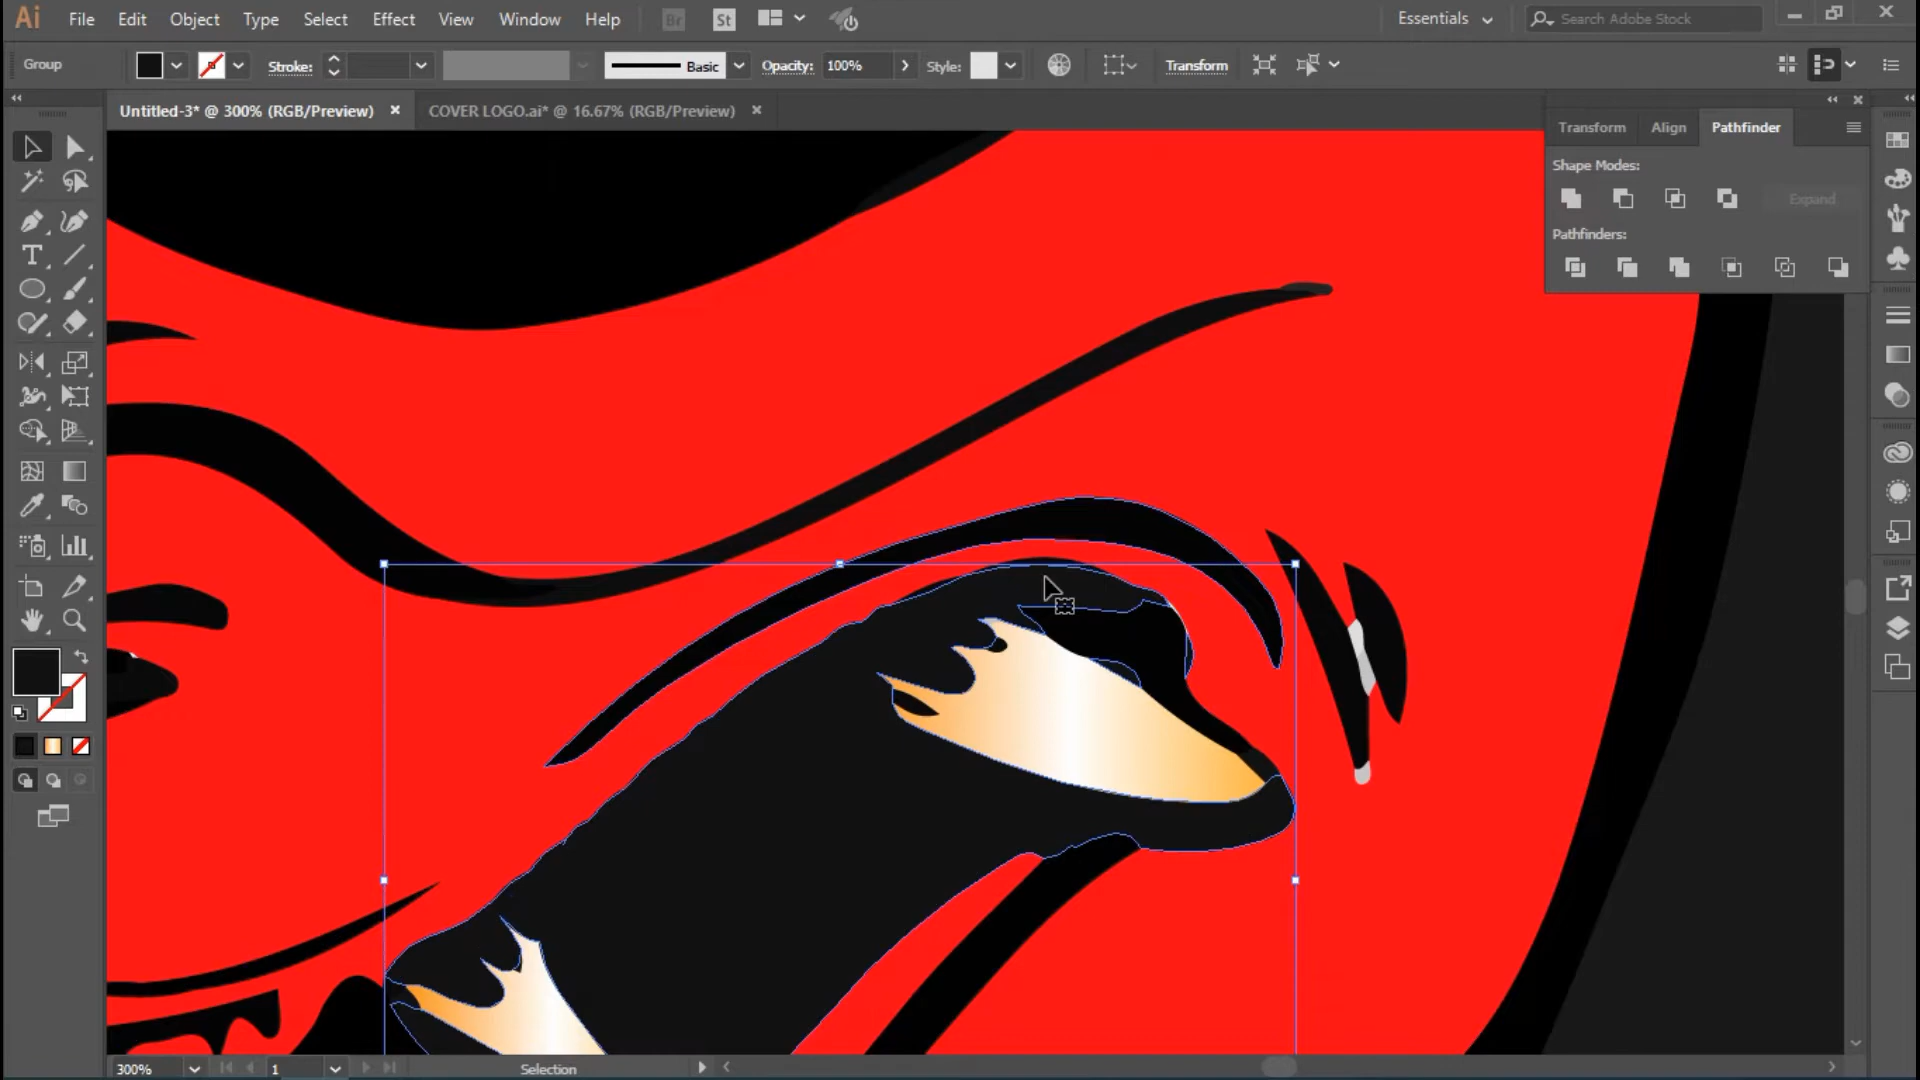 Ai File Edit Object Type Select Effect View Window Help Br St Essentials Search Adobe Stock
Group Stroke: Basic Opacity: 100% Style: Transform
Untitled-3* @ 300% (RGB/Preview) COVER LOGO.ai* @ 16.67% (RGB/Preview)
Transform Align Pathfinder
Shape Modes:
Expand
Pathfinders:
300% 1 Selection